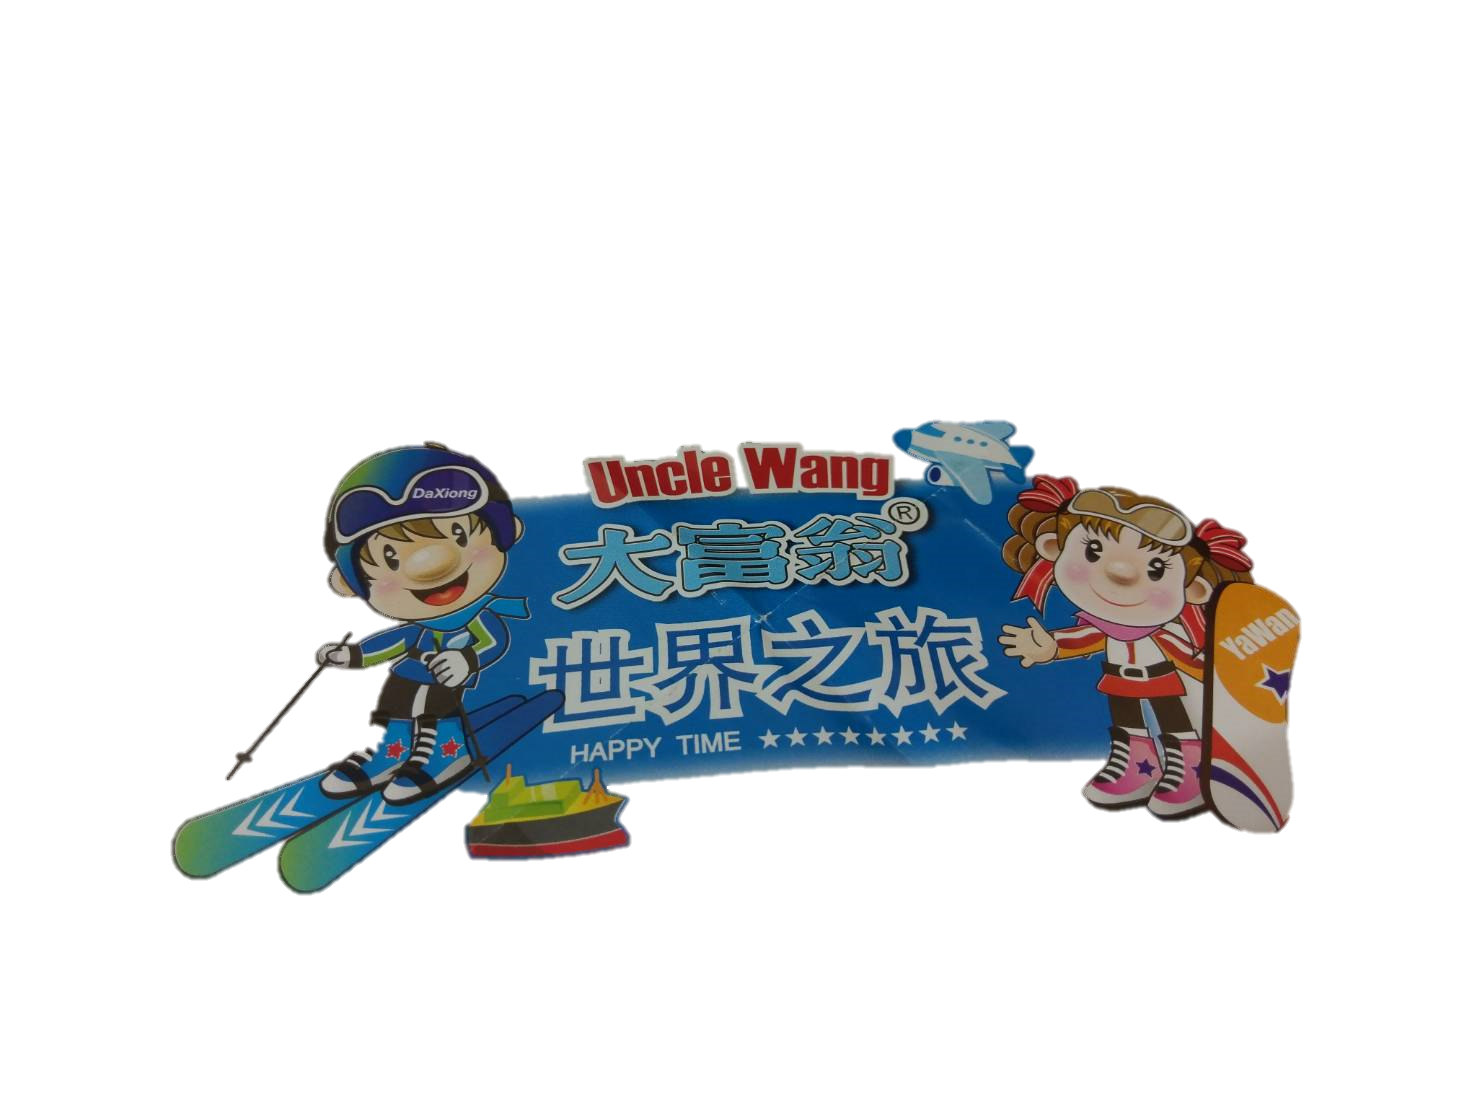 Uncle Wang
大富翁®
世界之旅
HAPPY TIME ★★★★★★★★
DaXiong
YaWan